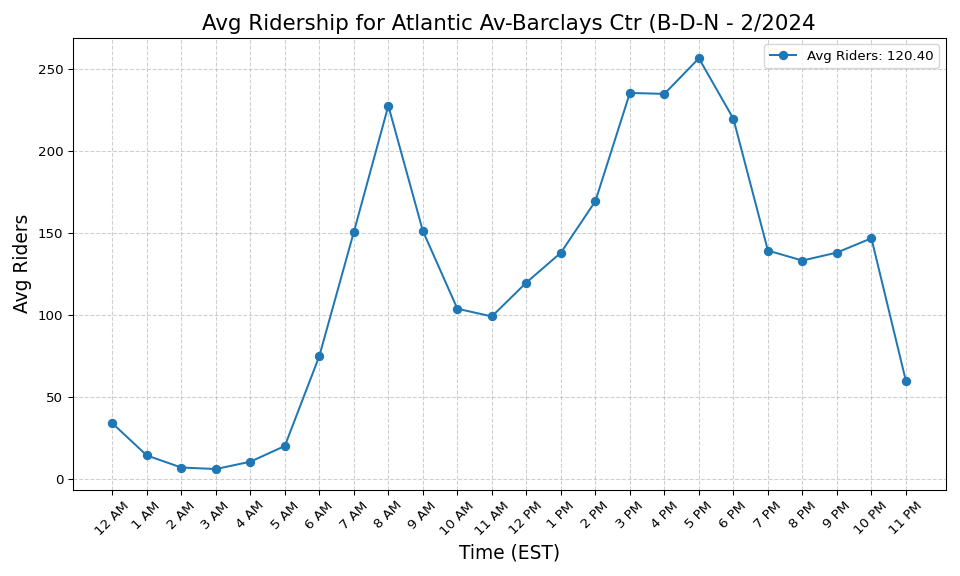 Avg Ridership for Atlantic Av-Barclays Ctr (B-D-N - 2/2024
Avg Riders: 120.40
Avg Riders
250
200
150
100
50
0
12 AM 1 AM 2 AM 3 AM 4 AM 5 AM 6 AM 7 AM 8 AM 9 AM 10 AM 11 AM 12 PM 1 PM 2 PM 3 PM 4 PM 5 PM 6 PM 7 PM 8 PM 9 PM 10 PM 11 PM
Time (EST)